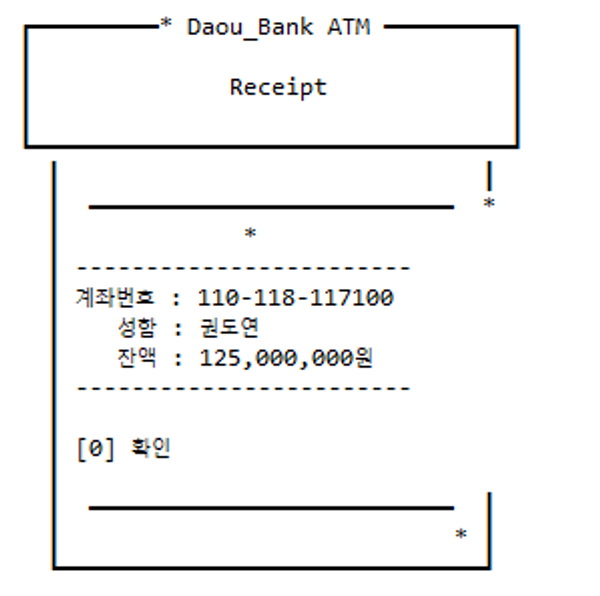 * Daou_Bank ATM
Receipt
*
*
------------------------
계좌번호 : 110-118-117100
성함 : 권도연
잔액 : 125,000,000원
------------------------
[0] 확인
*